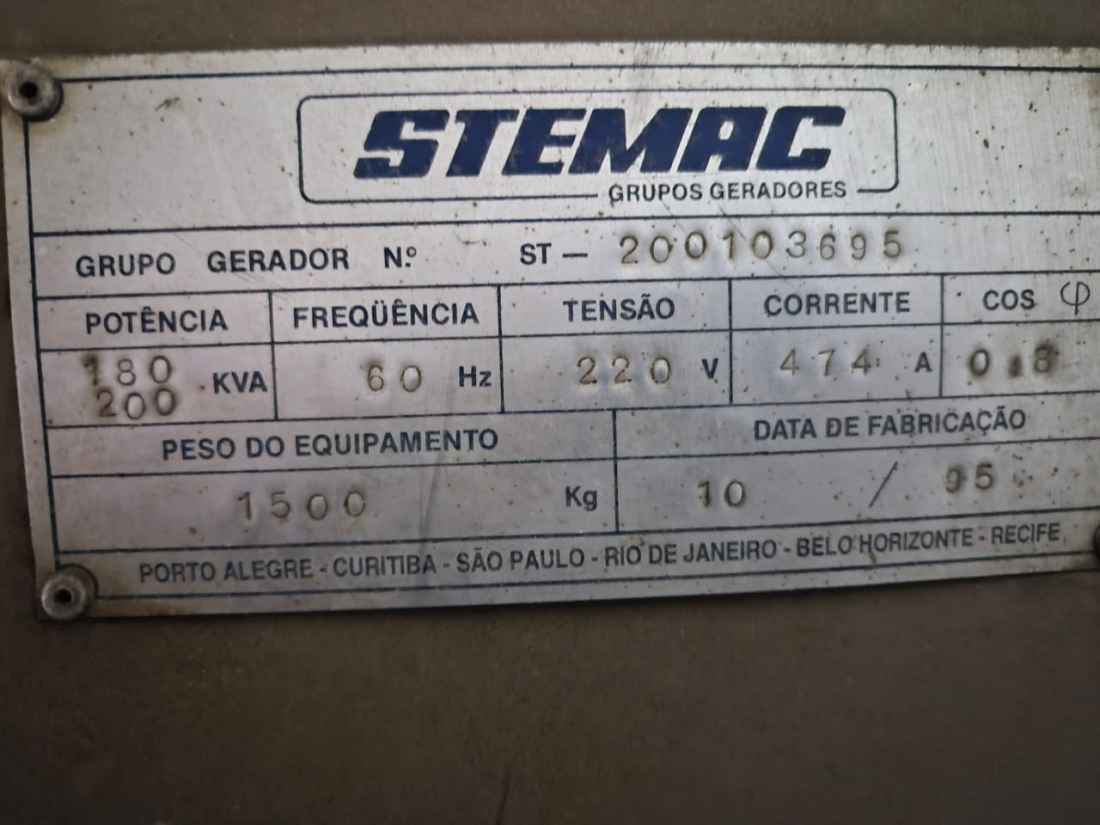 STEMAC
GRUPOS GERADORES
GRUPO GERADOR N.º ST — 200103695
POTÊNCIA FREQÜÊNCIA TENSÃO CORRENTE COS φ
180
200 KVA 60 Hz 220 V 474 A 0.8
PESO DO EQUIPAMENTO DATA DE FABRICAÇÃO
1500 Kg 10 / 95
PORTO ALEGRE - CURITIBA - SÃO PAULO - RIO DE JANEIRO - BELO HORIZONTE - RECIFE